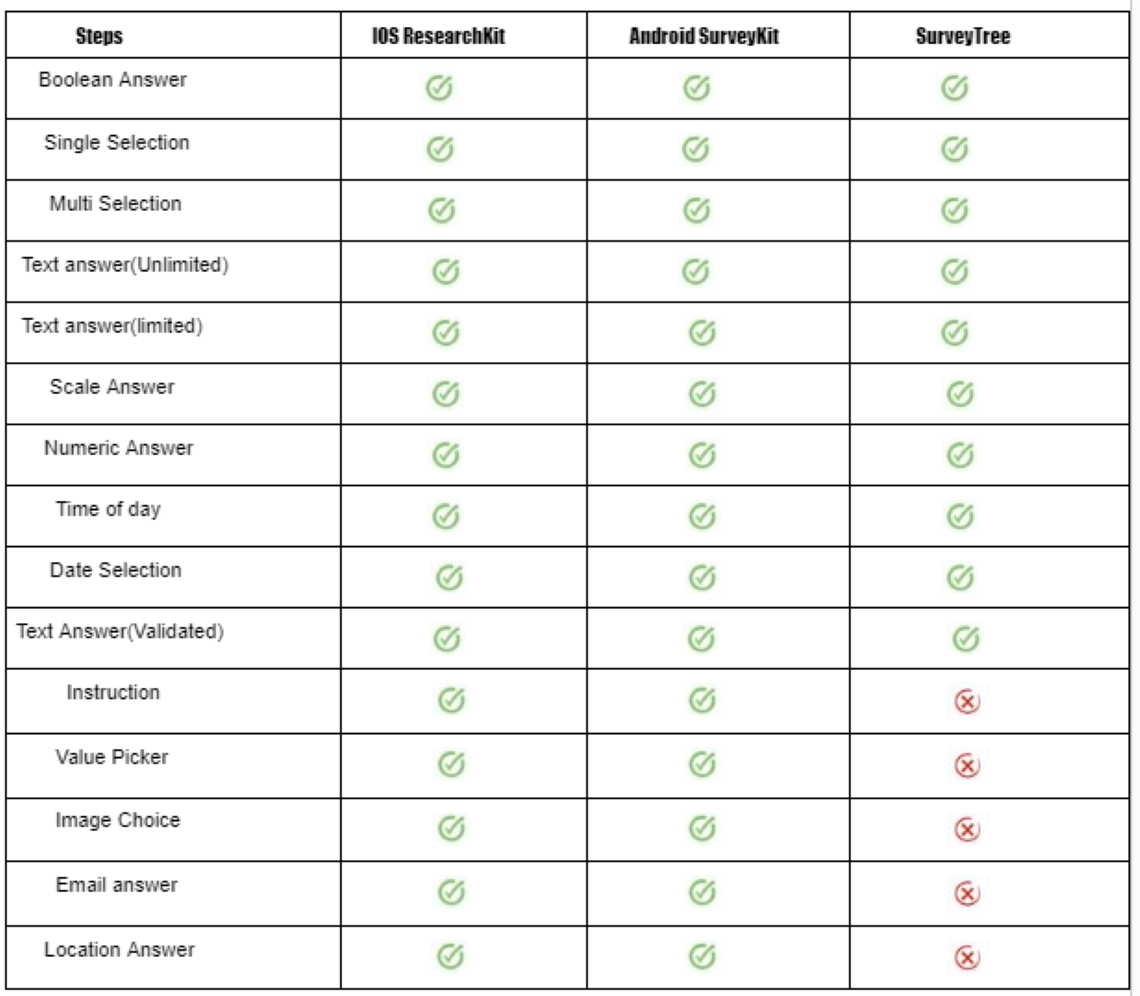 Steps IOS ResearchKit Android SurveyKit SurveyTree
Boolean Answer
Single Selection
Multi Selection
Text answer(Unlimited)
Text answer(limited)
Scale Answer
Numeric Answer
Time of day
Date Selection
Text Answer(Validated)
Instruction
Value Picker
Image Choice
Email answer
Location Answer